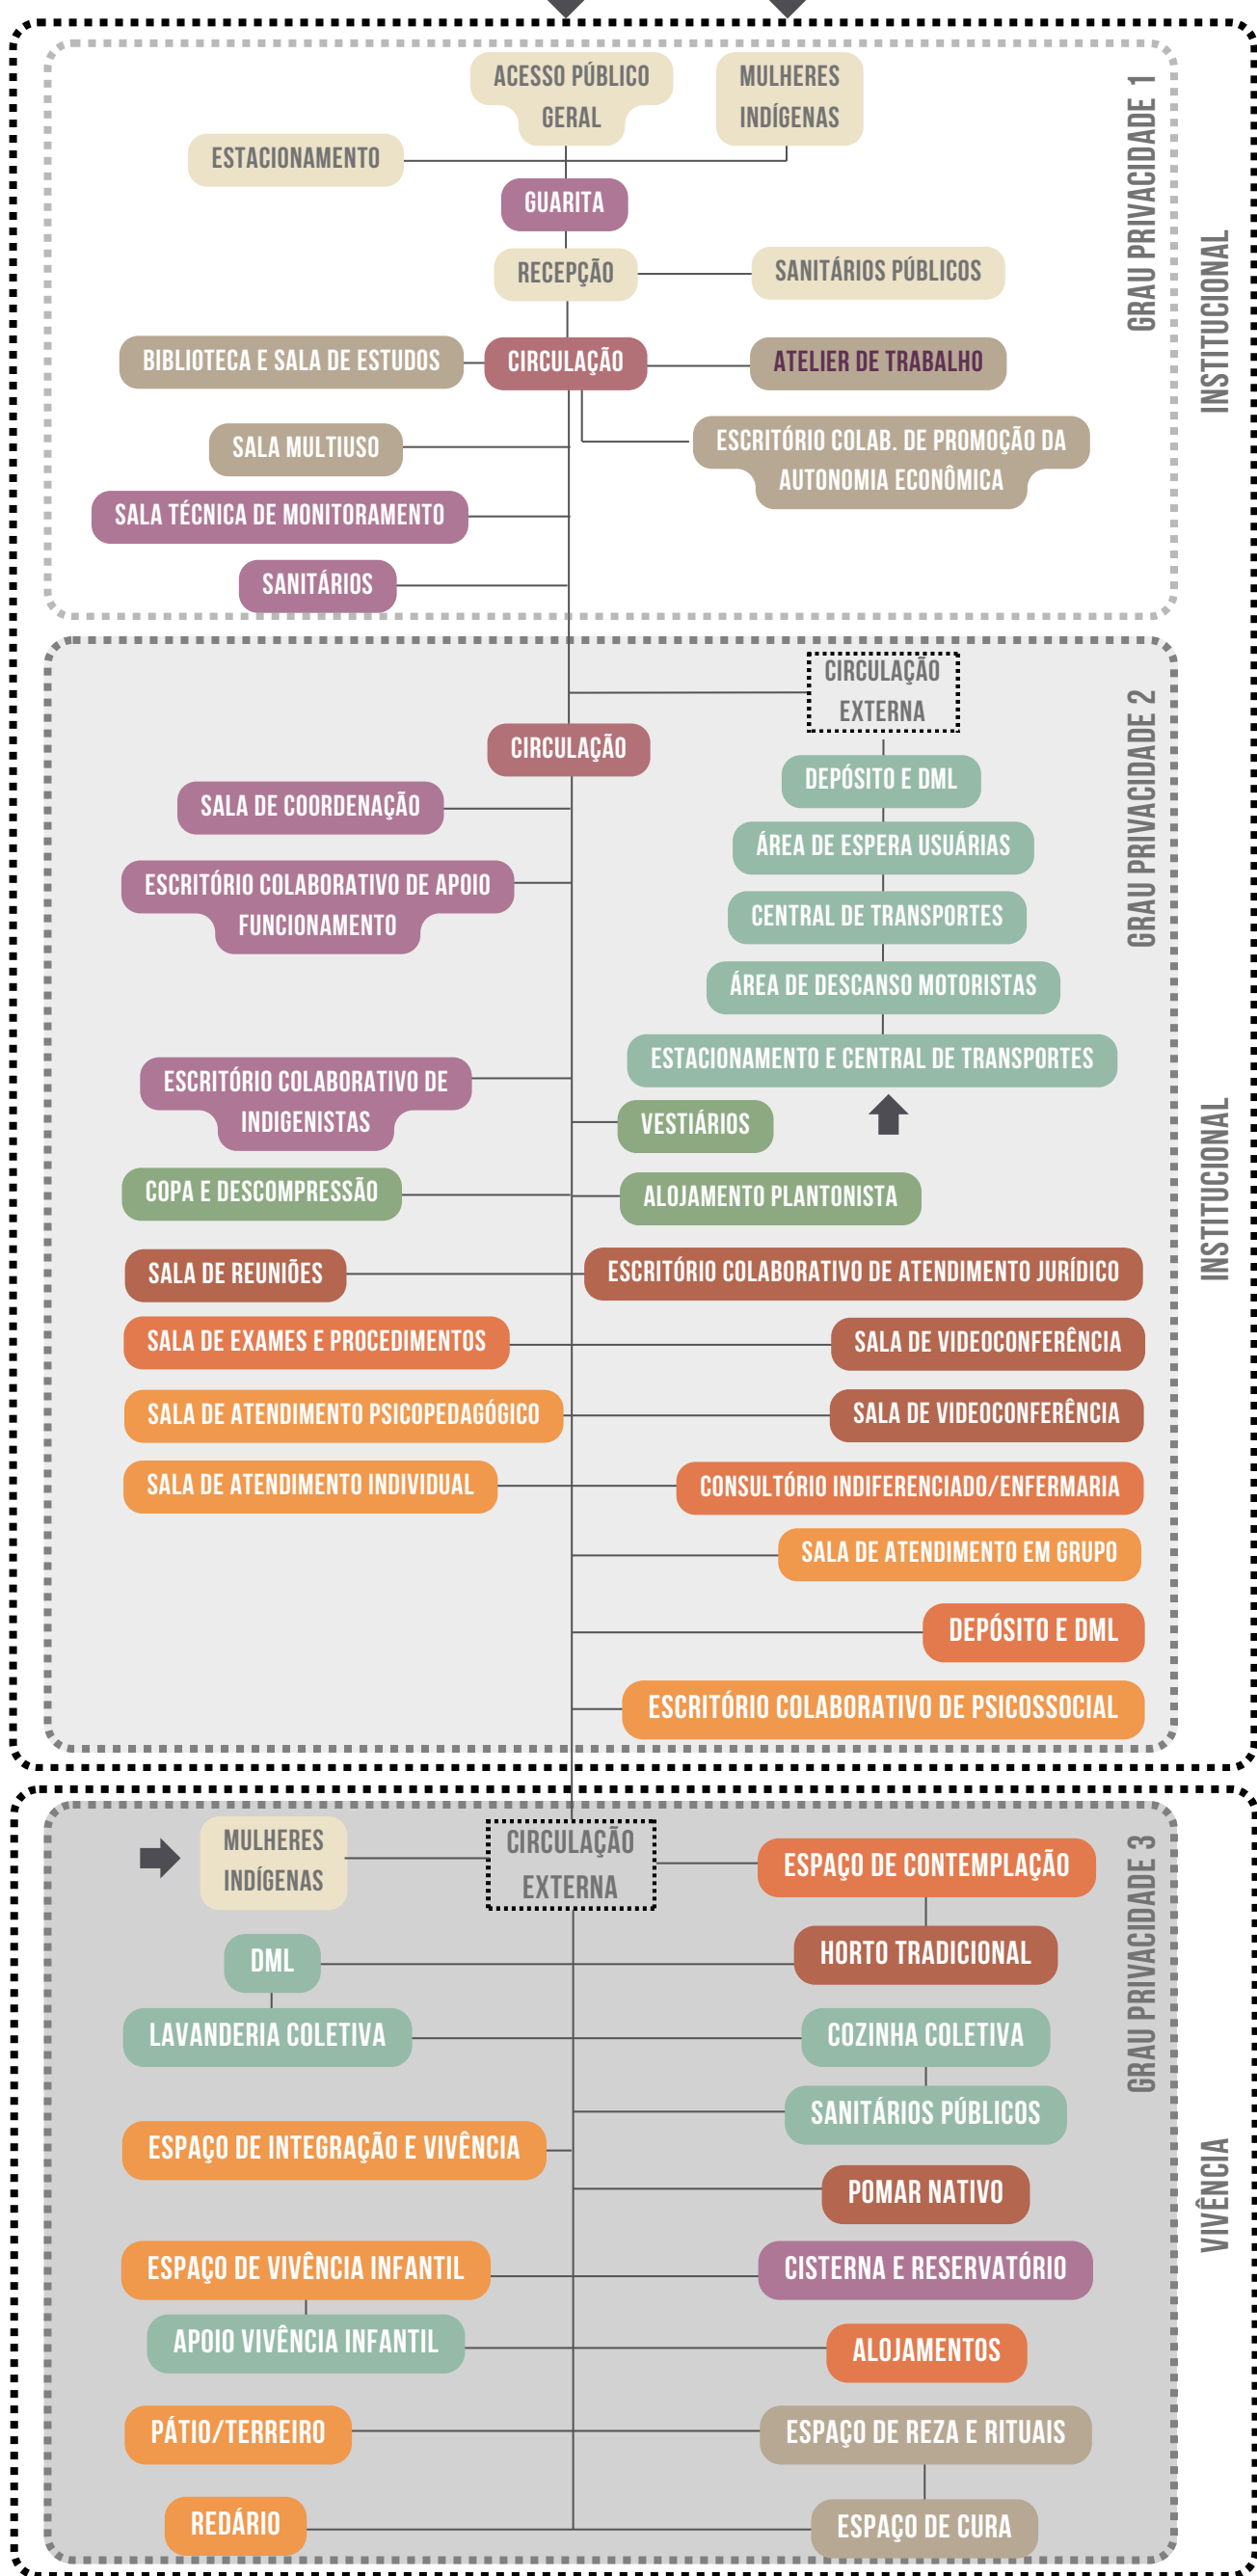 ACESSO PÚBLICO
GERAL
MULHERES
INDÍGENAS
ESTACIONAMENTO
GUARITA
RECEPÇÃO
SANITÁRIOS PÚBLICOS
BIBLIOTECA E SALA DE ESTUDOS
CIRCULAÇÃO
ATELIER DE TRABALHO
SALA MULTIUSO
ESCRITÓRIO COLAB. DE PROMOÇÃO DA
AUTONOMIA ECONÔMICA
SALA TÉCNICA DE MONITORAMENTO
SANITÁRIOS
GRAU PRIVACIDADE 1
INSTITUCIONAL
CIRCULAÇÃO
EXTERNA
CIRCULAÇÃO
DEPÓSITO E DML
SALA DE COORDENAÇÃO
ÁREA DE ESPERA USUÁRIAS
ESCRITÓRIO COLABORATIVO DE APOIO
FUNCIONAMENTO
CENTRAL DE TRANSPORTES
ÁREA DE DESCANSO MOTORISTAS
ESTACIONAMENTO E CENTRAL DE TRANSPORTES
ESCRITÓRIO COLABORATIVO DE
INDIGENISTAS
VESTIÁRIOS
COPA E DESCOMPRESSÃO
ALOJAMENTO PLANTONISTA
SALA DE REUNIÕES
ESCRITÓRIO COLABORATIVO DE ATENDIMENTO JURÍDICO
SALA DE EXAMES E PROCEDIMENTOS
SALA DE VIDEOCONFERÊNCIA
SALA DE ATENDIMENTO PSICOPEDAGÓGICO
SALA DE VIDEOCONFERÊNCIA
SALA DE ATENDIMENTO INDIVIDUAL
CONSULTÓRIO INDIFERENCIADO/ENFERMARIA
SALA DE ATENDIMENTO EM GRUPO
DEPÓSITO E DML
ESCRITÓRIO COLABORATIVO DE PSICOSSOCIAL
GRAU PRIVACIDADE 2
INSTITUCIONAL
MULHERES
INDÍGENAS
CIRCULAÇÃO
EXTERNA
ESPAÇO DE CONTEMPLAÇÃO
DML
HORTO TRADICIONAL
LAVANDERIA COLETIVA
COZINHA COLETIVA
SANITÁRIOS PÚBLICOS
ESPAÇO DE INTEGRAÇÃO E VIVÊNCIA
POMAR NATIVO
ESPAÇO DE VIVÊNCIA INFANTIL
CISTERNA E RESERVATÓRIO
APOIO VIVÊNCIA INFANTIL
ALOJAMENTOS
PÁTIO/TERREIRO
ESPAÇO DE REZA E RITUAIS
REDÁRIO
ESPAÇO DE CURA
GRAU PRIVACIDADE 3
VIVÊNCIA